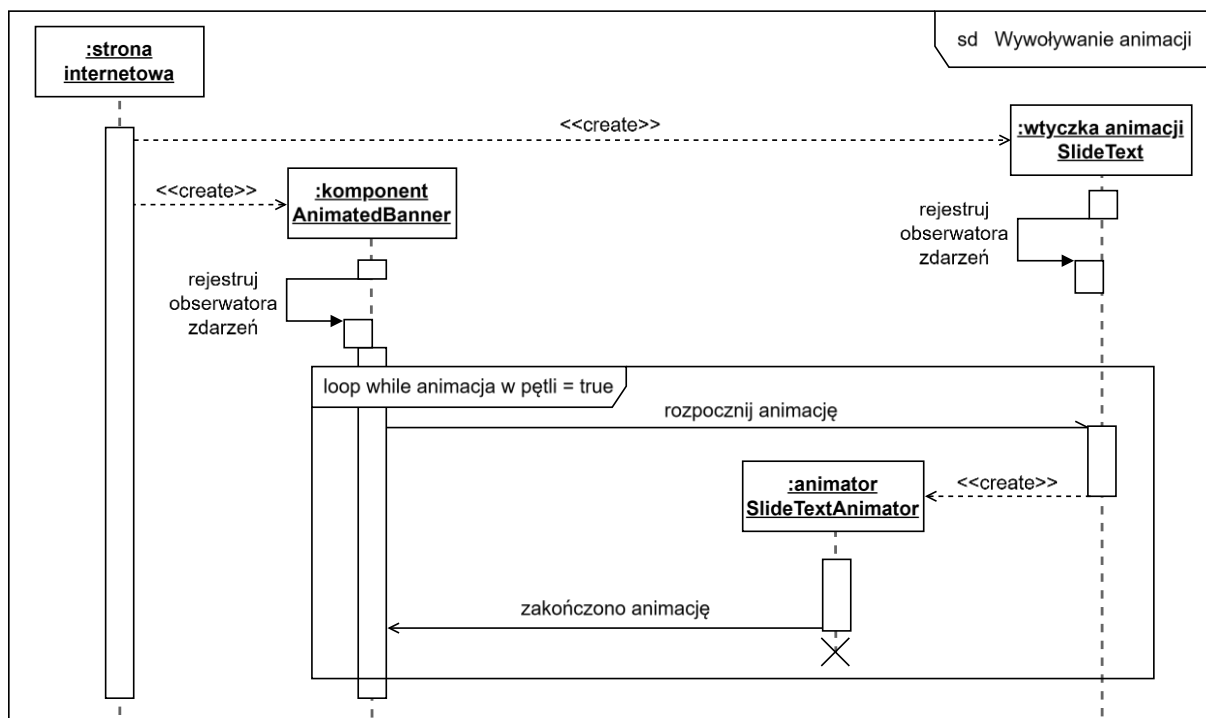 sd Wywoływanie animacji
:strona
internetowa
<<create>>
:wtyczka animacji
SlideText
<<create>>
:komponent
AnimatedBanner
rejestruj
obserwatora
zdarzeń
rejestruj
obserwatora
zdarzeń
loop while animacja w pętli = true
rozpocznij animację
:animator
SlideTextAnimator
<<create>>
zakończono animację